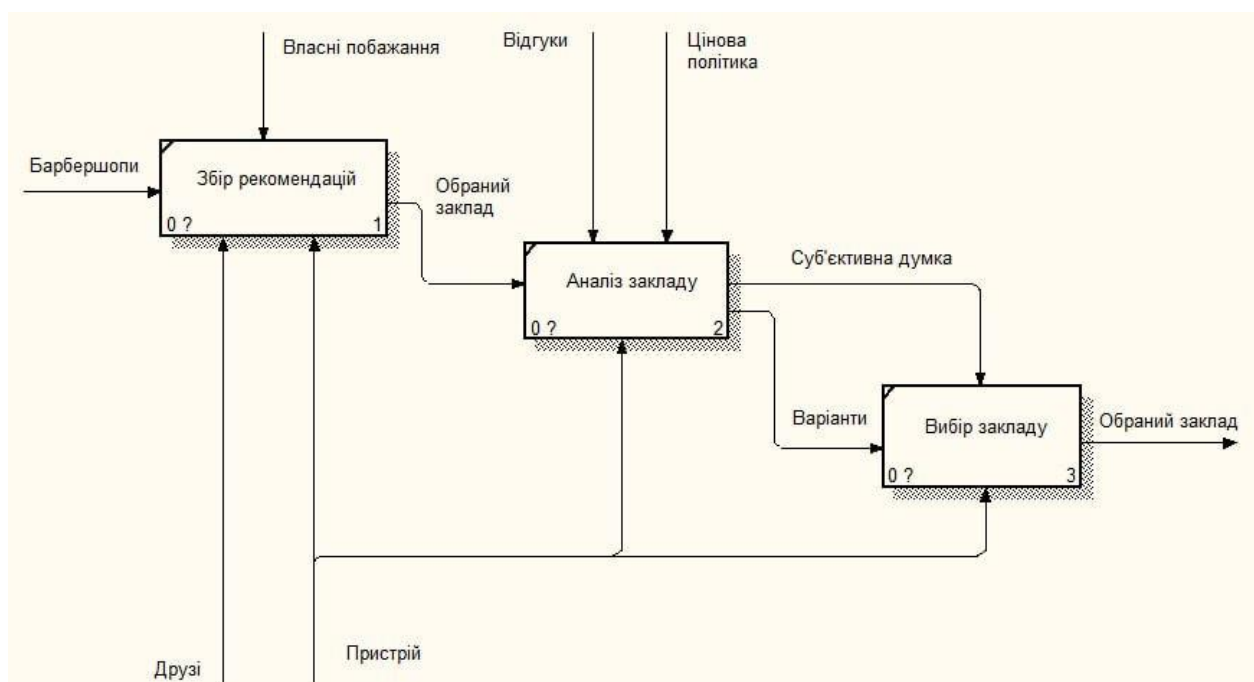 Власні побажання
Відгуки
Цінова
політика
Барбершопи
Збір рекомендацій
0 ?
1
Обраний
заклад
Аналіз закладу
0 ?
2
Суб'єктивна думка
Варіанти
Вибір закладу
0 ?
3
Обраний заклад
Друзі
Пристрій